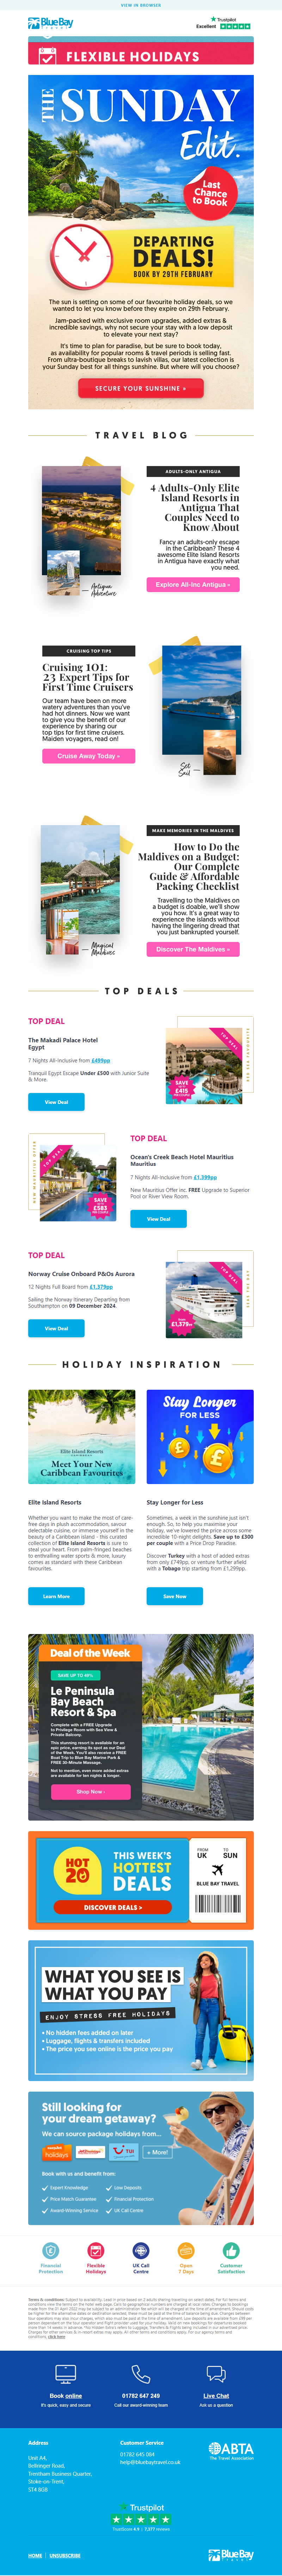 VIEW IN BROWSER
Blue Bay
TRAVEL
Trustpilot
Excellent
FLEXIBLE HOLIDAYS
THE SUNDAY
Edit.
Last
Chance
to Book
DEPARTING
DEALS!
BOOK BY 29TH FEBRUARY
The sun is setting on some of our favourite holiday deals, so we
wanted to let you know before they expire on 29th February.
Jam-packed with exclusive room upgrades, added extras &
incredible savings, why not secure your stay with a low deposit
to elevate your next stay?
It's time to plan for paradise, but be sure to book today,
as availability for popular rooms & travel periods is selling fast.
From ultra-boutique breaks to lavish villas, our latest collection is
your Sunday best for all things sunshine. But where will you choose?
SECURE YOUR SUNSHINE »
TRAVEL BLOG
ADULTS-ONLY ANTIGUA
4 Adults-Only Elite
Island Resorts in
Antigua That
Couples Need to
Know About
Fancy an adults-only escape
in the Caribbean? These 4
awesome Elite Island Resorts
in Antigua have exactly what
you need.
Explore All-Inc Antigua »
Antigua
Adventure
CRUISING TOP TIPS
Cruising 101:
23 Expert Tips for
First Time Cruisers
Our team have been on more
watery adventures than you've
had hot dinners. Now we want
to give you the benefit of our
experience by sharing our
top tips for first time cruisers.
Maiden voyagers, read on!
Cruise Away Today »
Set
Sail
MAKE MEMORIES IN THE MALDIVES
How to Do the
Maldives on a Budget:
Our Complete
Guide & Affordable
Packing Checklist
Travelling to the Maldives on
a budget is doable, we'll show
you how. It's a great way to
experience the islands without
having the lingering dread that
you just bankrupted yourself.
Discover The Maldives »
Magical
Maldives
TOP DEALS
TOP DEAL
The Makadi Palace Hotel
Egypt
7 Nights All-Inclusive from £499pp
Tranquil Egypt Escape Under £500 with Junior Suite
& More.
View Deal
TOP DEAL
SAVE
£415
TOP DEAL
Ocean's Creek Beach Hotel Mauritius
Mauritius
7 Nights All-Inclusive from £1,399pp
New Mauritius Offer inc. FREE Upgrade to Superior
Pool or River View Room.
View Deal
TOP DEAL
SAVE
£583
TOP DEAL
Norway Cruise Onboard P&Os Aurora
12 Nights Full Board from £1,379pp
Sailing the Norway Itinerary Departing from
Southampton on 09 December 2024.
View Deal
TOP DEAL
£1,379pp
HOLIDAY INSPIRATION
Elite Island Resorts
Meet Your New
Caribbean Favourites
Stay Longer
FOR LESS
Elite Island Resorts
Whether you want to make the most of care-
free days in plush accommodation, savour
delectable cuisine, or immerse yourself in the
beauty of a Caribbean island - this curated
collection of Elite Island Resorts is sure to
steal your heart. From palm-fringed beaches
to enthralling water sports & more, luxury
comes as standard with these Caribbean
favourites.
Learn More
Stay Longer for Less
Sometimes, a week in the sunshine just isn't
enough. So, to help you maximise your
holiday, we've lowered the price across some
incredible 10-night delights. Save up to £300
per couple with a Price Drop Paradise.
Discover Turkey with a host of added extras
from only £749pp, or venture further afield
with a Tobago trip starting from £1,299pp.
Save Now
Deal of the Week
SAVE UP TO 40%
Le Peninsula
Bay Beach
Resort & Spa
Complete with a FREE Upgrade
to Privilege Room with Sea View &
Private Balcony.
This stunning resort is available for an
epic price, earning its spot as our Deal
of the Week. You'll also receive a FREE
Boat Trip to Blue Bay Marine Park &
FREE 30-Minute Massage.
Not to mention, even more added extras
are available for ten nights & longer.
Shop Now ›
HOT
20
THIS WEEK'S
HOTTEST
DEALS
DISCOVER DEALS >
FROM
UK
TO
SUN
BLUE BAY TRAVEL
WHAT YOU SEE IS
WHAT YOU PAY
ENJOY STRESS FREE HOLIDAYS
• No hidden fees added on later
• Luggage, flights & transfers included
• The price you see online is the price you pay
Still looking for
your dream getaway?
We can source package holidays from...
easyJet
holidays
Jet2holidays
TUI
+ More!
Book with us and benefit from:
Expert Knowledge
Low Deposits
Price Match Guarantee
Financial Protection
Award-Winning Service
UK Call Centre
Financial
Protection
Flexible
Holidays
UK Call
Centre
Open
7 Days
Customer
Satisfaction
Book online
It's quick, easy and secure
01782 647 249
Call our award-winning team
Live Chat
Ask us a question
Address
Unit A4,
Bellringer Road,
Trentham Business Quarter,
Stoke-on-Trent,
ST4 8GB
Customer Service
01782 645 084
help@bluebaytravel.co.uk
ABTA
The Travel Association
Trustpilot
TrustScore 4.9 | 7,377 reviews
HOME | UNSUBSCRIBE
Blue Bay
TRAVEL